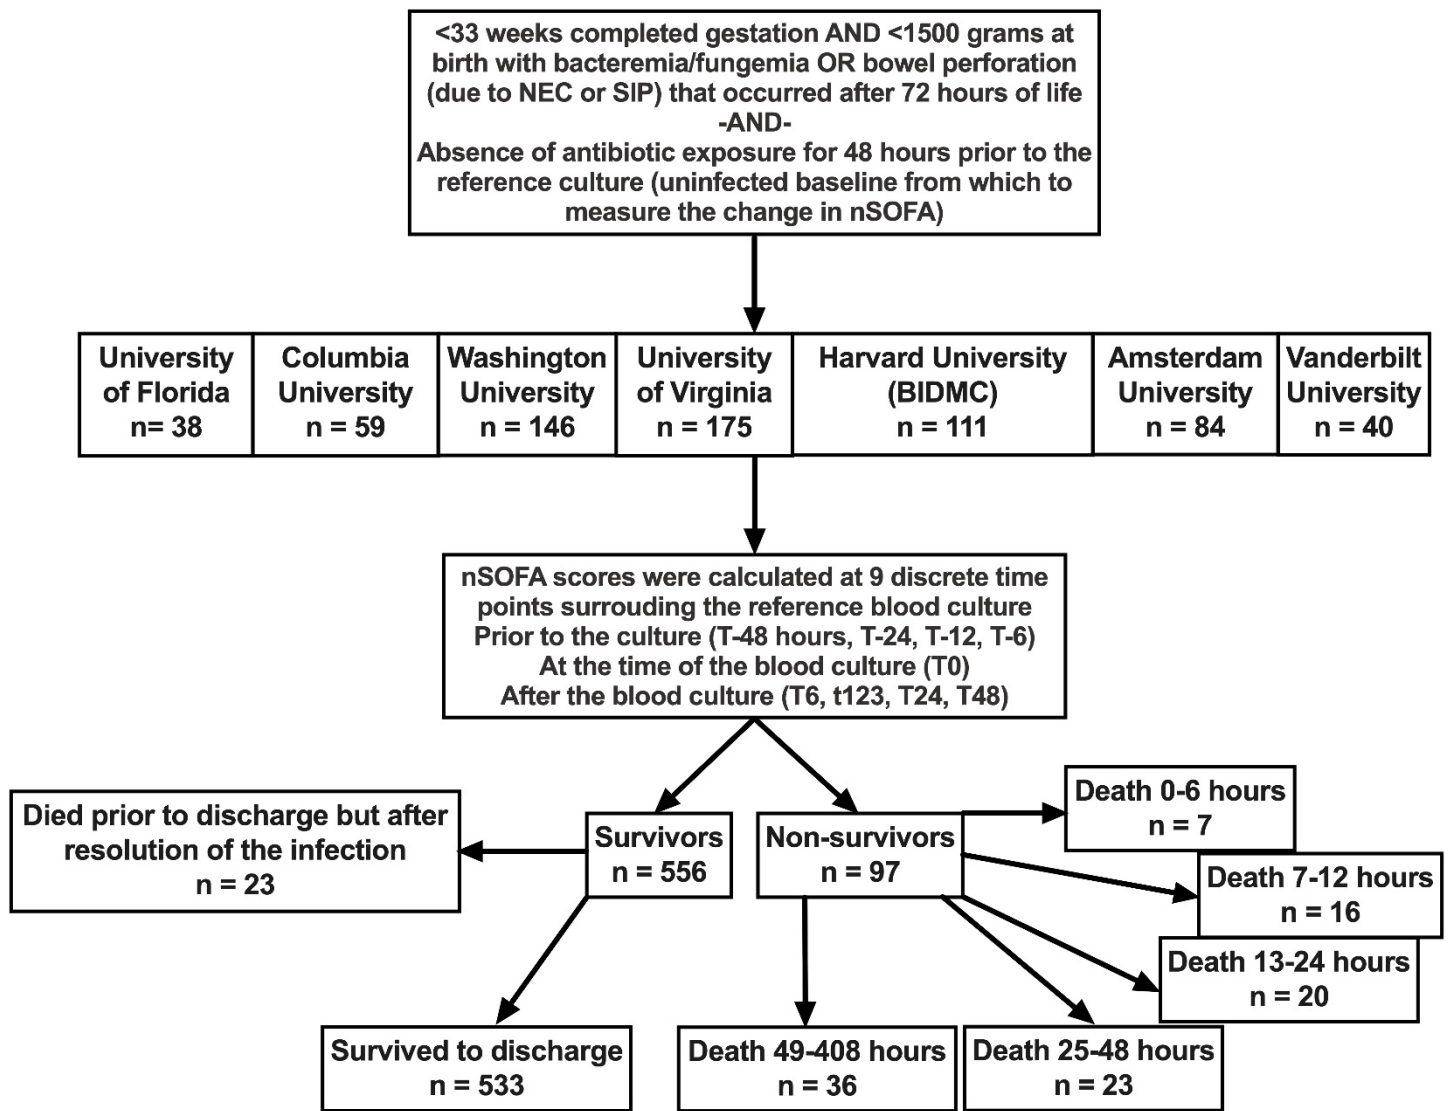 <33 weeks completed gestation AND <1500 grams at
birth with bacteremia/fungemia OR bowel perforation
(due to NEC or SIP) that occurred after 72 hours of life
-AND-
Absence of antibiotic exposure for 48 hours prior to the
reference culture (uninfected baseline from which to
measure the change in nSOFA)
University
of Florida
n= 38
Columbia
University
n = 59
Washington
University
n = 146
University
of Virginia
n = 175
Harvard University
(BIDMC)
n = 111
Amsterdam
University
n = 84
Vanderbilt
University
n = 40
nSOFA scores were calculated at 9 discrete time
points surrouding the reference blood culture
Prior to the culture (T-48 hours, T-24, T-12, T-6)
At the time of the blood culture (T0)
After the blood culture (T6, t123, T24, T48)
Died prior to discharge but after
resolution of the infection
n = 23
Survivors
n = 556
Non-survivors
n = 97
Death 0-6 hours
n = 7
Death 7-12 hours
n = 16
Death 13-24 hours
n = 20
Survived to discharge
n = 533
Death 49-408 hours
n = 36
Death 25-48 hours
n = 23